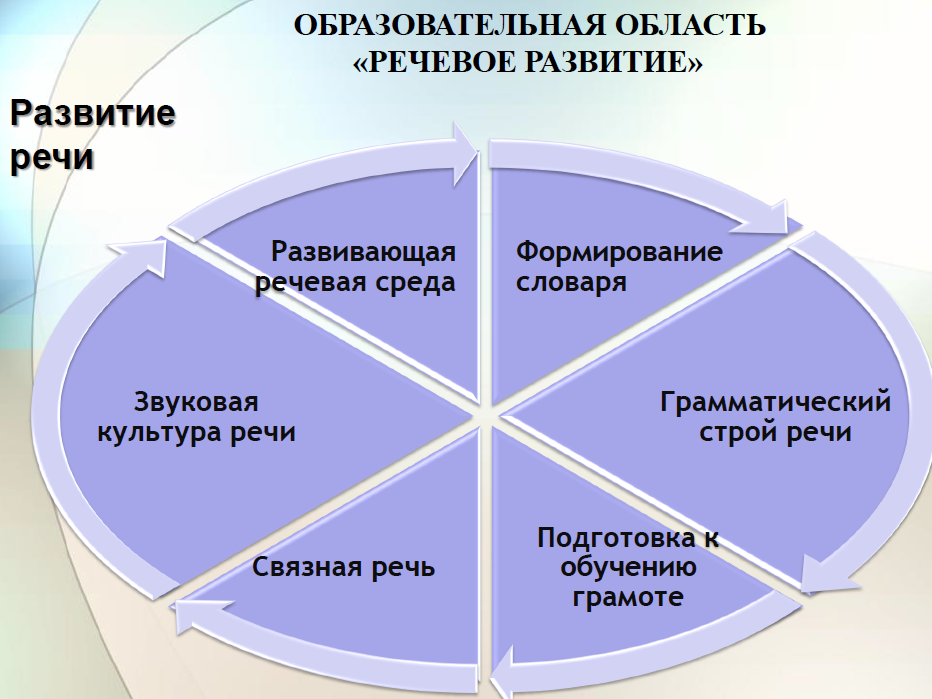 ОБРАЗОВАТЕЛЬНАЯ ОБЛАСТЬ
«РЕЧЕВОЕ РАЗВИТИЕ»
Развитие
речи
Развивающая
речевая среда
Формирование
словаря
Звуковая
культура речи
Грамматический
строй речи
Связная речь
Подготовка к
обучению
грамоте